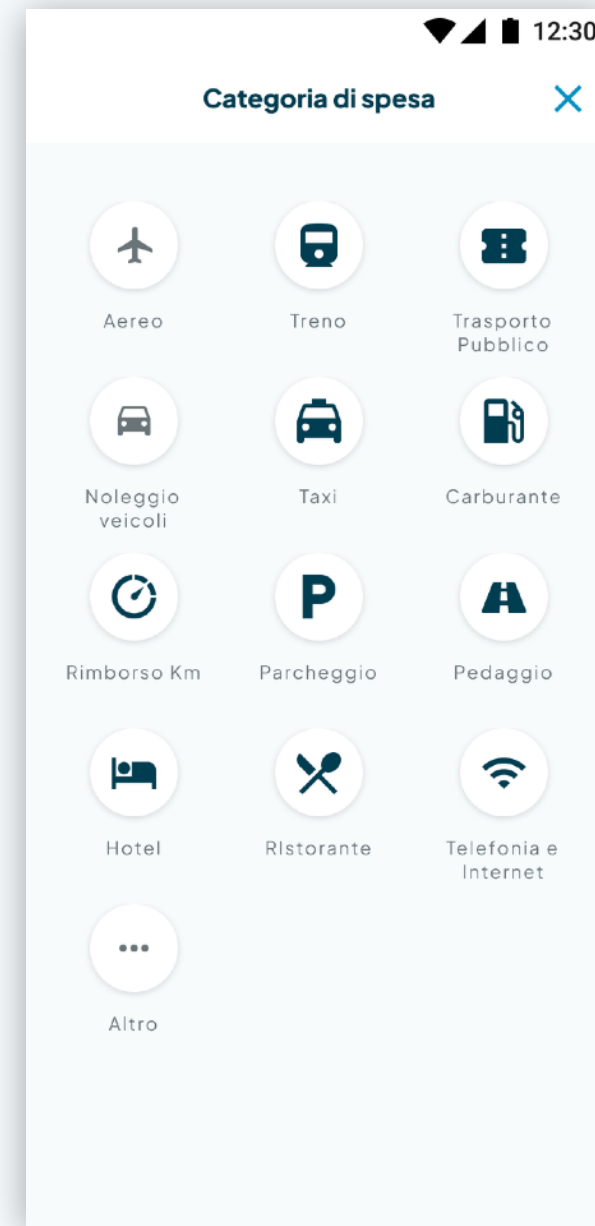 12:30
Categoria di spesa
Aereo
Treno
Trasporto
Pubblico
Noleggio
veicoli
Taxi
Carburante
Rimborso Km
P
Parcheggio
Pedaggio
Hotel
RIstorante
Telefonia e
Internet
Altro